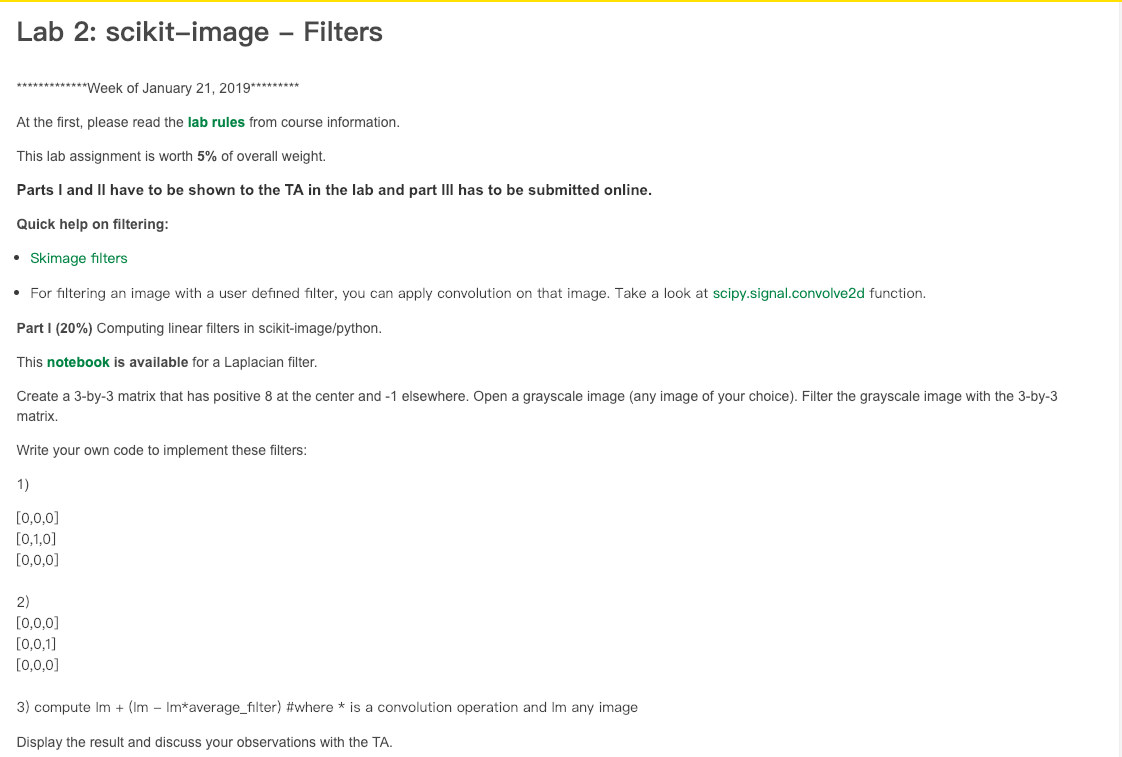 Lab 2: scikit-image – Filters
*************Week of January 21, 2019*********
At the first, please read the lab rules from course information.
This lab assignment is worth 5% of overall weight.
Parts I and II have to be shown to the TA in the lab and part III has to be submitted online.
Quick help on filtering:
• Skimage filters
• For filtering an image with a user defined filter, you can apply convolution on that image. Take a look at scipy.signal.convolve2d function.
Part I (20%) Computing linear filters in scikit-image/python.
This notebook is available for a Laplacian filter.
Create a 3-by-3 matrix that has positive 8 at the center and -1 elsewhere. Open a grayscale image (any image of your choice). Filter the grayscale image with the 3-by-3
matrix.
Write your own code to implement these filters:
1)
[0,0,0]
[0,1,0]
[0,0,0]
2)
[0,0,0]
[0,0,1]
[0,0,0]
3) compute Im + (Im – Im*average_filter) #where * is a convolution operation and Im any image
Display the result and discuss your observations with the TA.